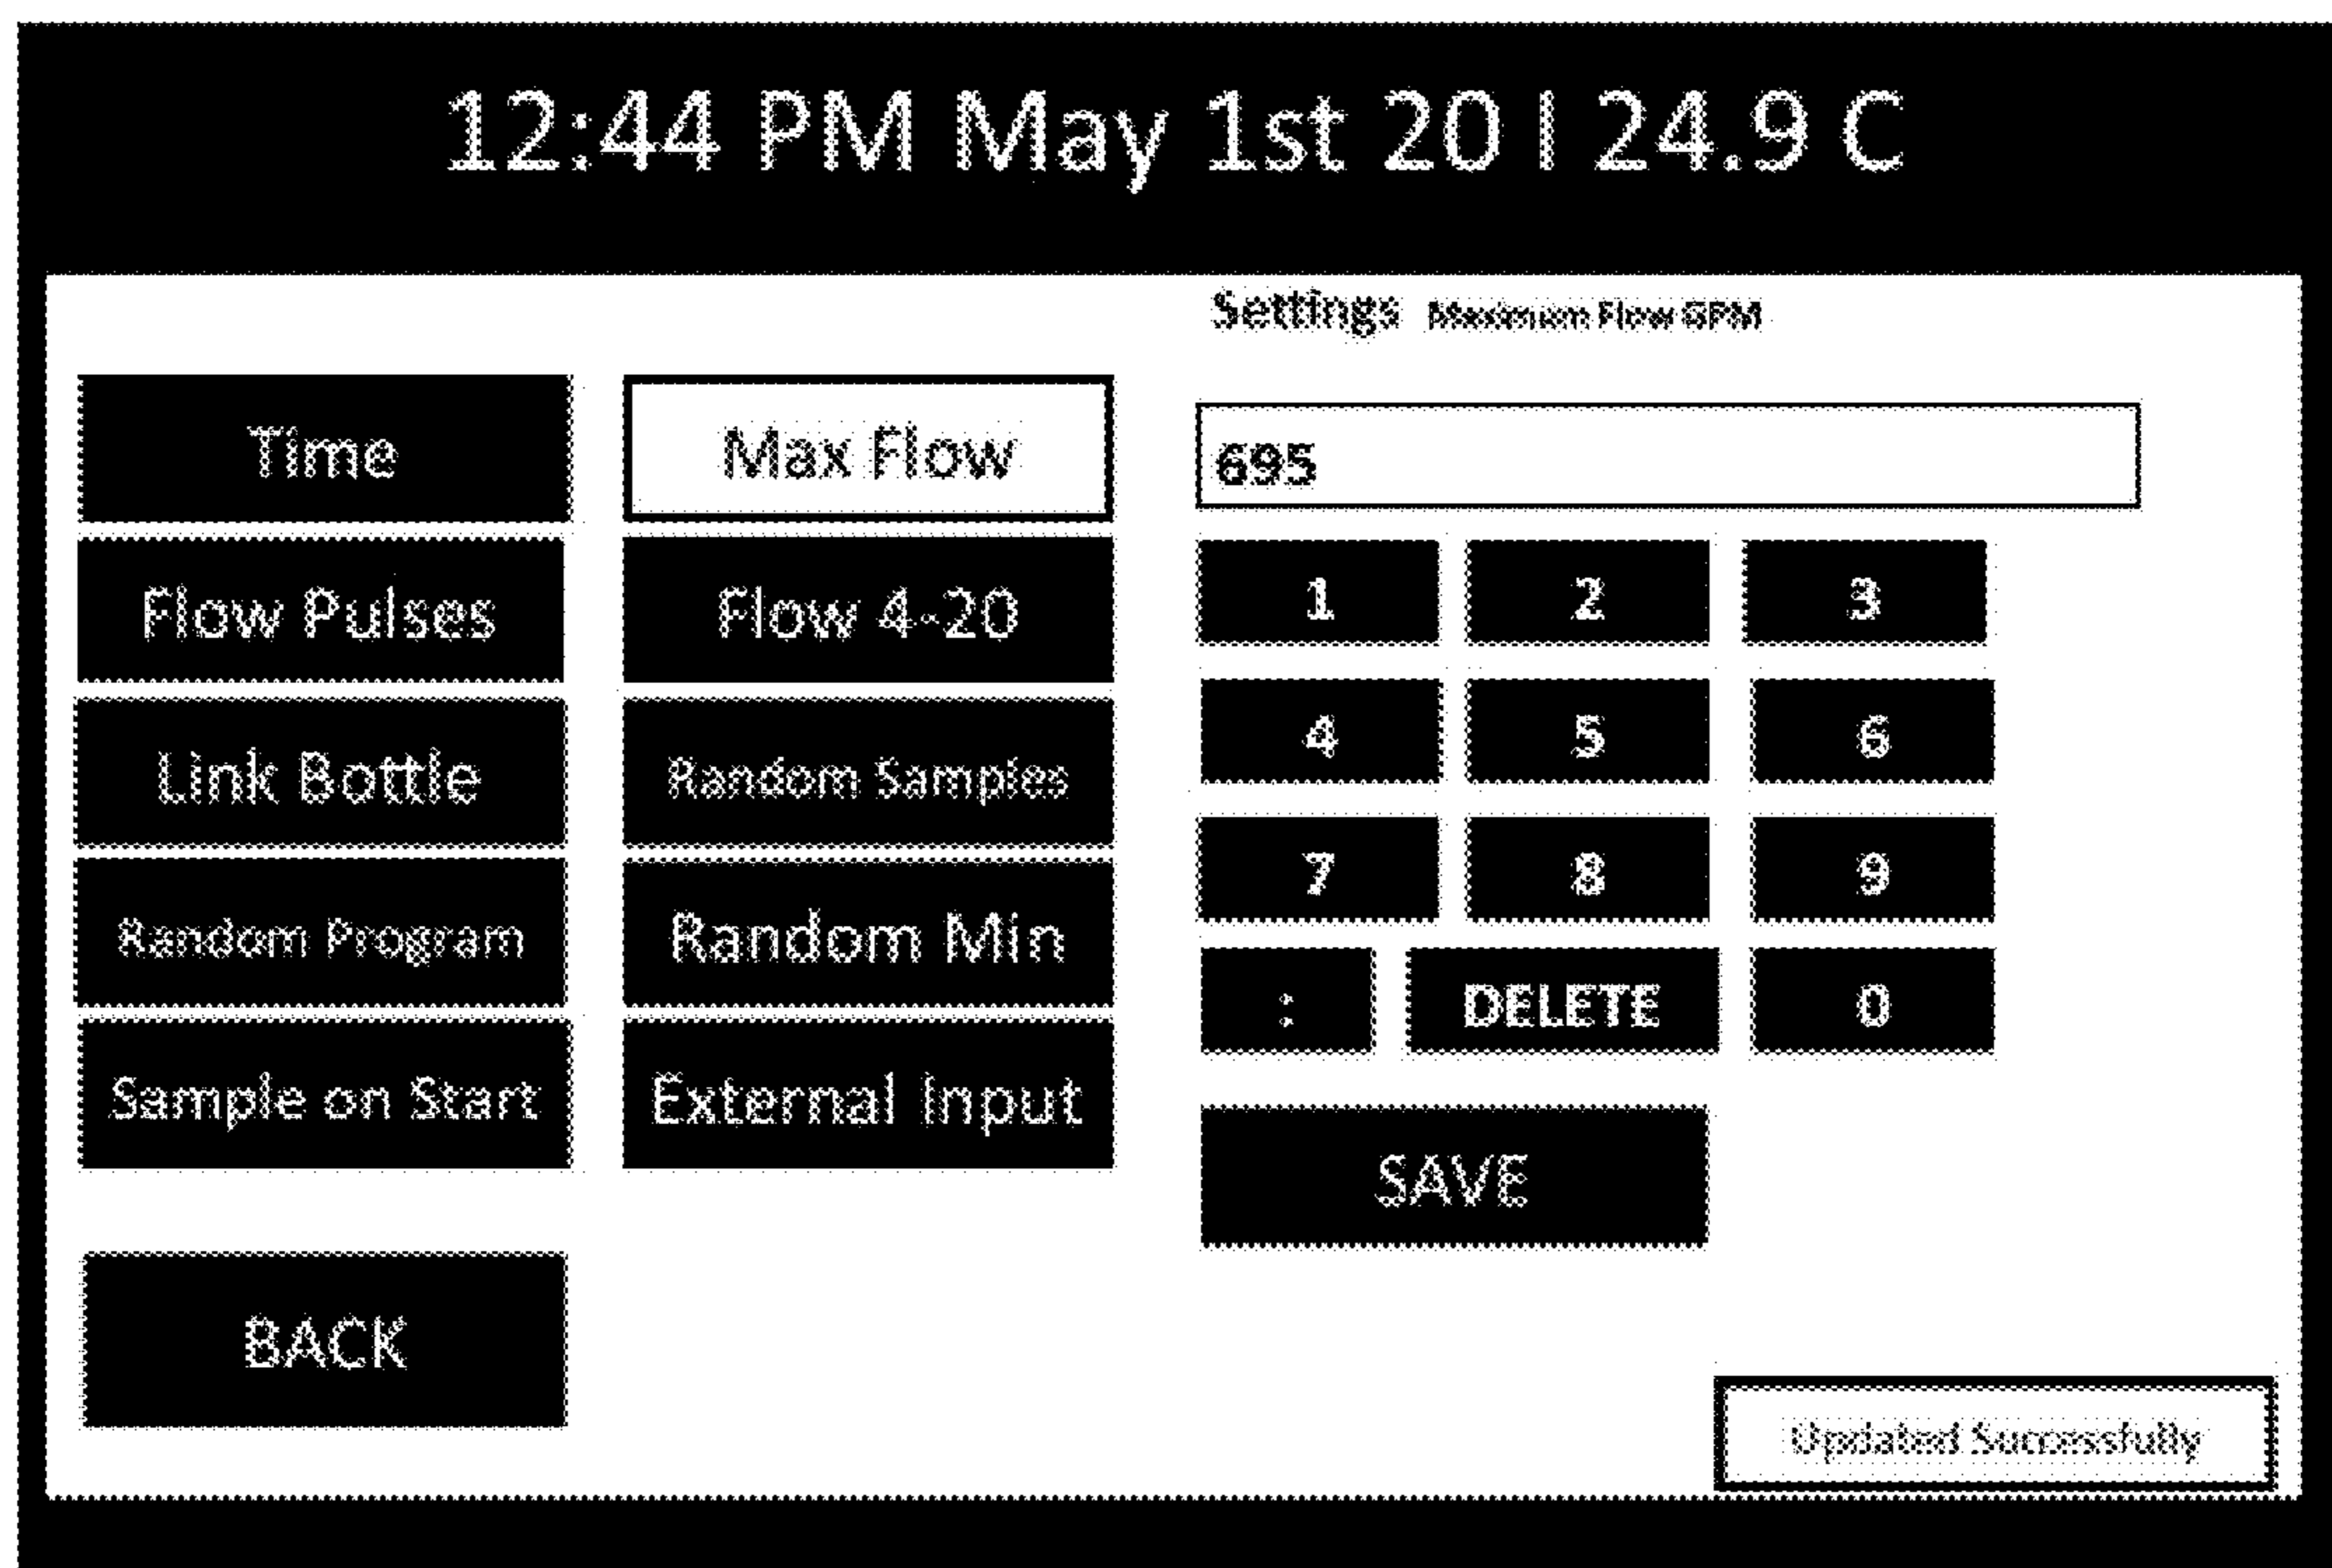 12:44 PM May 1st 20 | 24.9 C
Settings Maximum Flow GPM
Time
Max Flow
695
Flow Pulses
Flow 4-20
1 2 3
Link Bottle
Random Samples
4 5 6
Random Program
Random Min
7 8 9
: DELETE 0
Sample on Start
External Input
SAVE
BACK
Updated Successfully